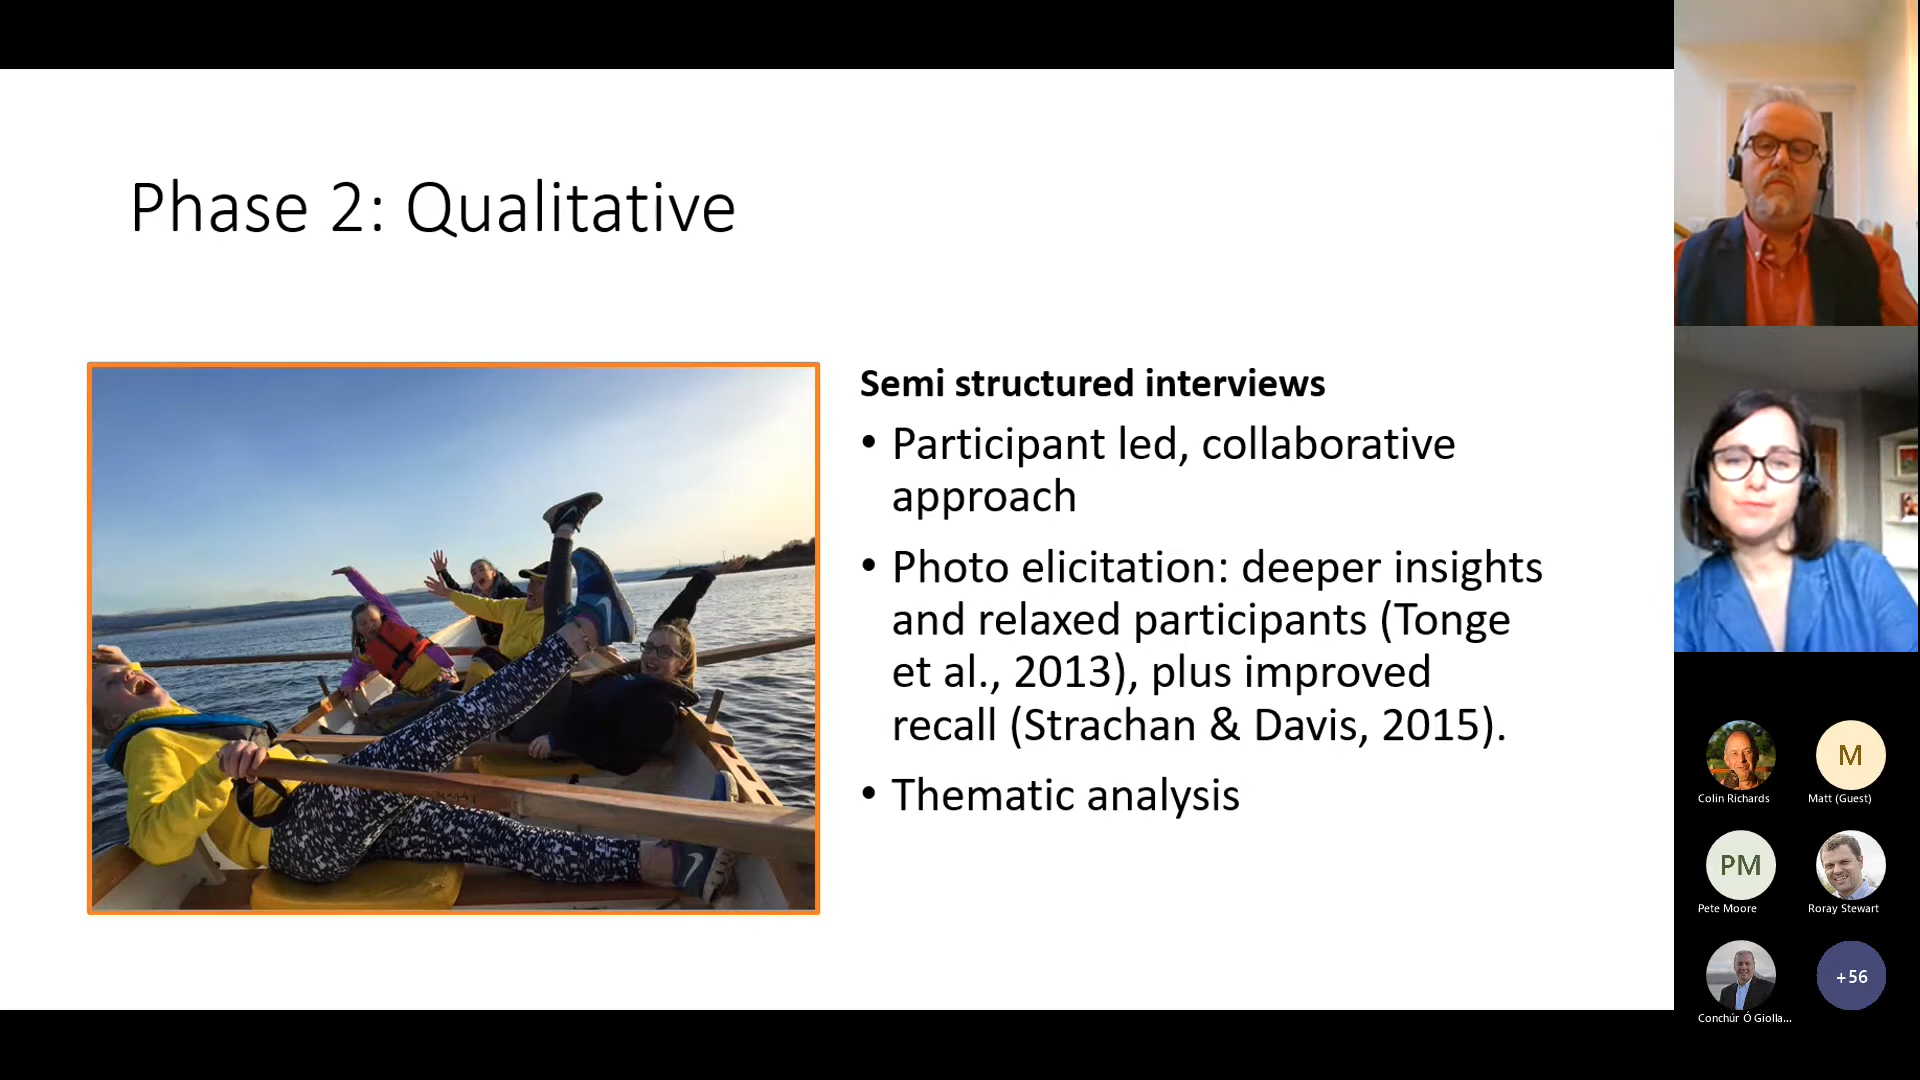 Phase 2: Qualitative
Semi structured interviews
• Participant led, collaborative
approach
• Photo elicitation: deeper insights
and relaxed participants (Tonge
et al., 2013), plus improved
recall (Strachan & Davis, 2015).
• Thematic analysis
M
Colin Richards
Matt (Guest)
PM
Pete Moore
Roray Stewart
+56
Conchúr Ó Giolla...